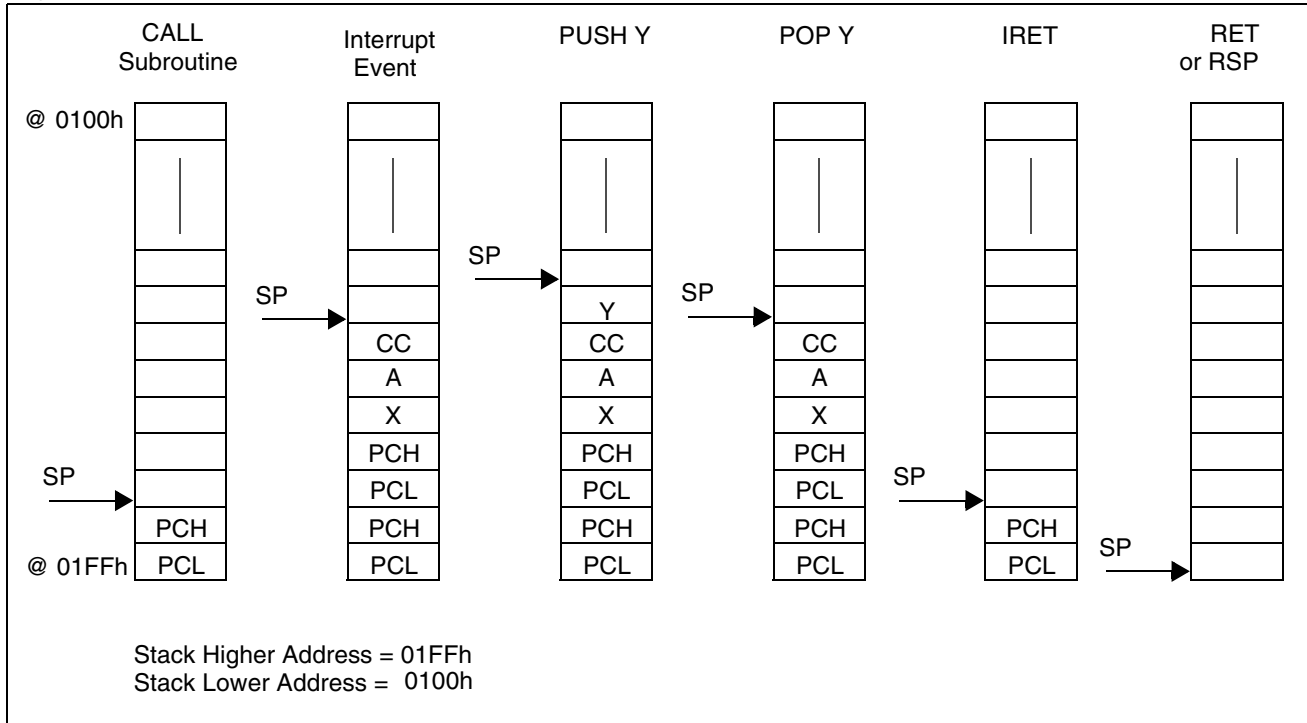 CALL
Subroutine
Interrupt
Event
PUSH Y
POP Y
IRET
RET
or RSP
@ 0100h
SP
SP
SP
Y
CC
CC
CC
A
A
A
X
X
X
PCH
PCH
PCH
SP
SP
PCL
PCL
PCL
PCH
PCH
PCH
PCH
PCH
SP
@ 01FFh
PCL
PCL
PCL
PCL
PCL
Stack Higher Address = 01FFh
Stack Lower Address = 0100h